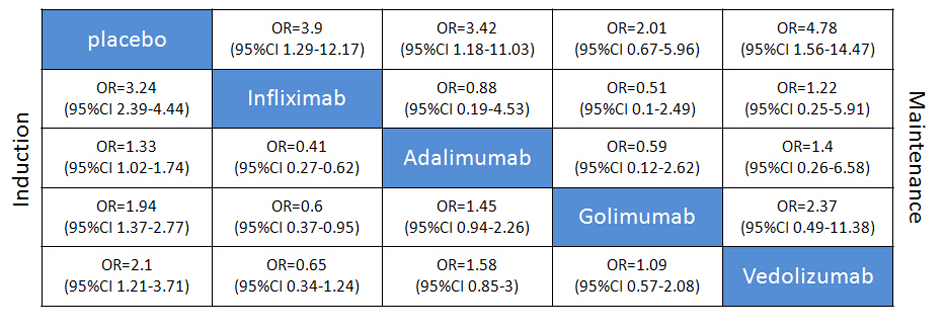 placebo
OR=3.9
(95%CI 1.29-12.17)
OR=3.42
(95%CI 1.18-11.03)
OR=2.01
(95%CI 0.67-5.96)
OR=4.78
(95%CI 1.56-14.47)
OR=3.24
(95%CI 2.39-4.44)
Infliximab
OR=0.88
(95%CI 0.19-4.53)
OR=0.51
(95%CI 0.1-2.49)
OR=1.22
(95%CI 0.25-5.91)
OR=1.33
(95%CI 1.02-1.74)
OR=0.41
(95%CI 0.27-0.62)
Adalimumab
OR=0.59
(95%CI 0.12-2.62)
OR=1.4
(95%CI 0.26-6.58)
OR=1.94
(95%CI 1.37-2.77)
OR=0.6
(95%CI 0.37-0.95)
OR=1.45
(95%CI 0.94-2.26)
Golimumab
OR=2.37
(95%CI 0.49-11.38)
OR=2.1
(95%CI 1.21-3.71)
OR=0.65
(95%CI 0.34-1.24)
OR=1.58
(95%CI 0.85-3)
OR=1.09
(95%CI 0.57-2.08)
Vedolizumab
Induction
Maintenance